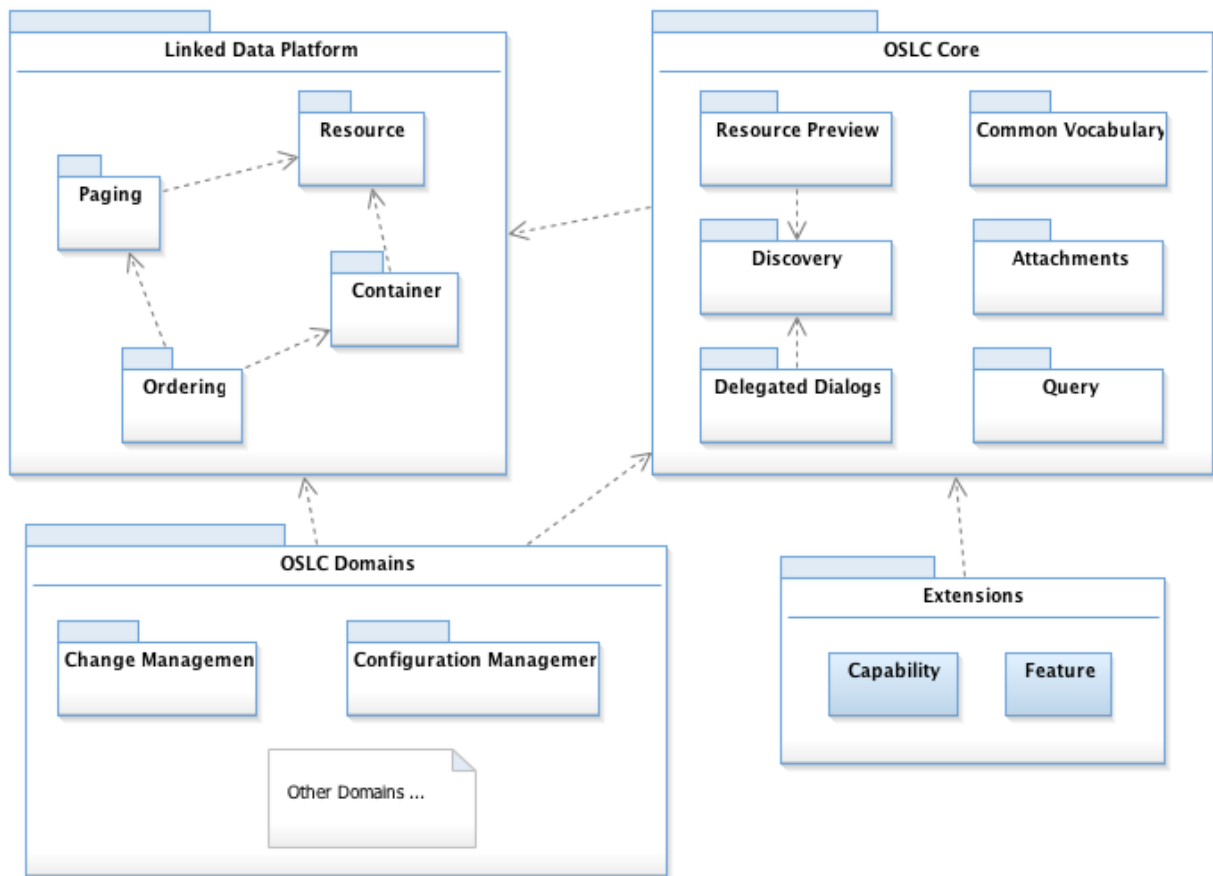 Linked Data Platform
Resource
Paging
Container
Ordering
OSLC Core
Resource Preview
Common Vocabulary
Discovery
Attachments
Delegated Dialogs
Query
OSLC Domains
Change Managemen
Configuration Managemer
Other Domains ...
Extensions
Capability
Feature